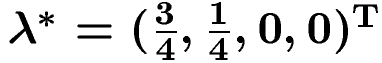 λ* = (3/4, 1/4, 0, 0)ᵀ